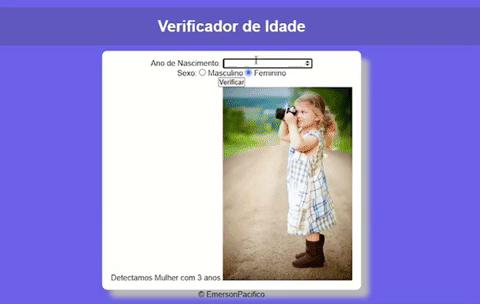 Verificador de Idade
Ano de Nascimento:
Sexo: Masculino Feminino
Verificar
Detectamos Mulher com 3 anos
© EmersonPacifico